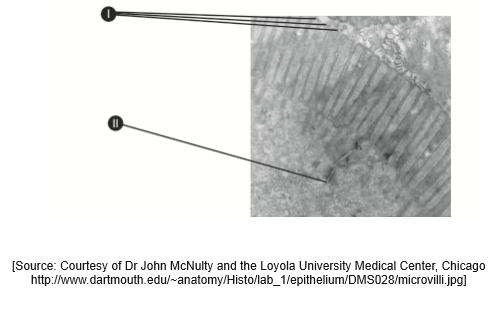 I
II
[Source: Courtesy of Dr John McNulty and the Loyola University Medical Center, Chicago
http://www.dartmouth.edu/~anatomy/Histo/lab_1/epithelium/DMS028/microvilli.jpg]